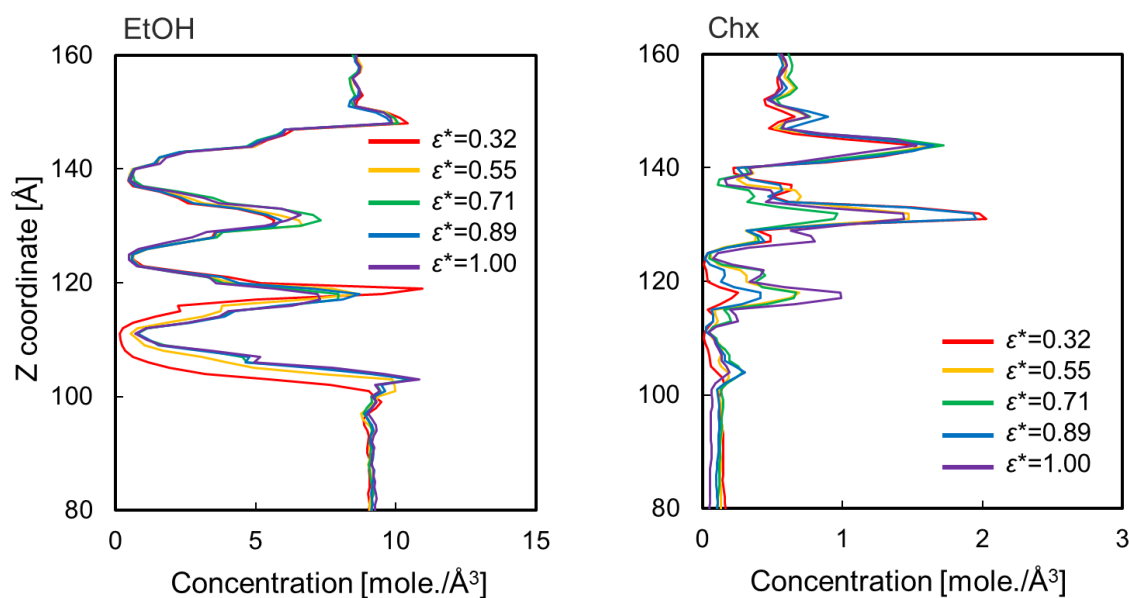 EtOH
160
140
120
100
80
Z coordinate [Å]
ε*=0.32
ε*=0.55
ε*=0.71
ε*=0.89
ε*=1.00
0 5 10 15
Concentration [mole./Å³]
Chx
160
140
120
100
80
ε*=0.32
ε*=0.55
ε*=0.71
ε*=0.89
ε*=1.00
0 1 2 3
Concentration [mole./Å³]